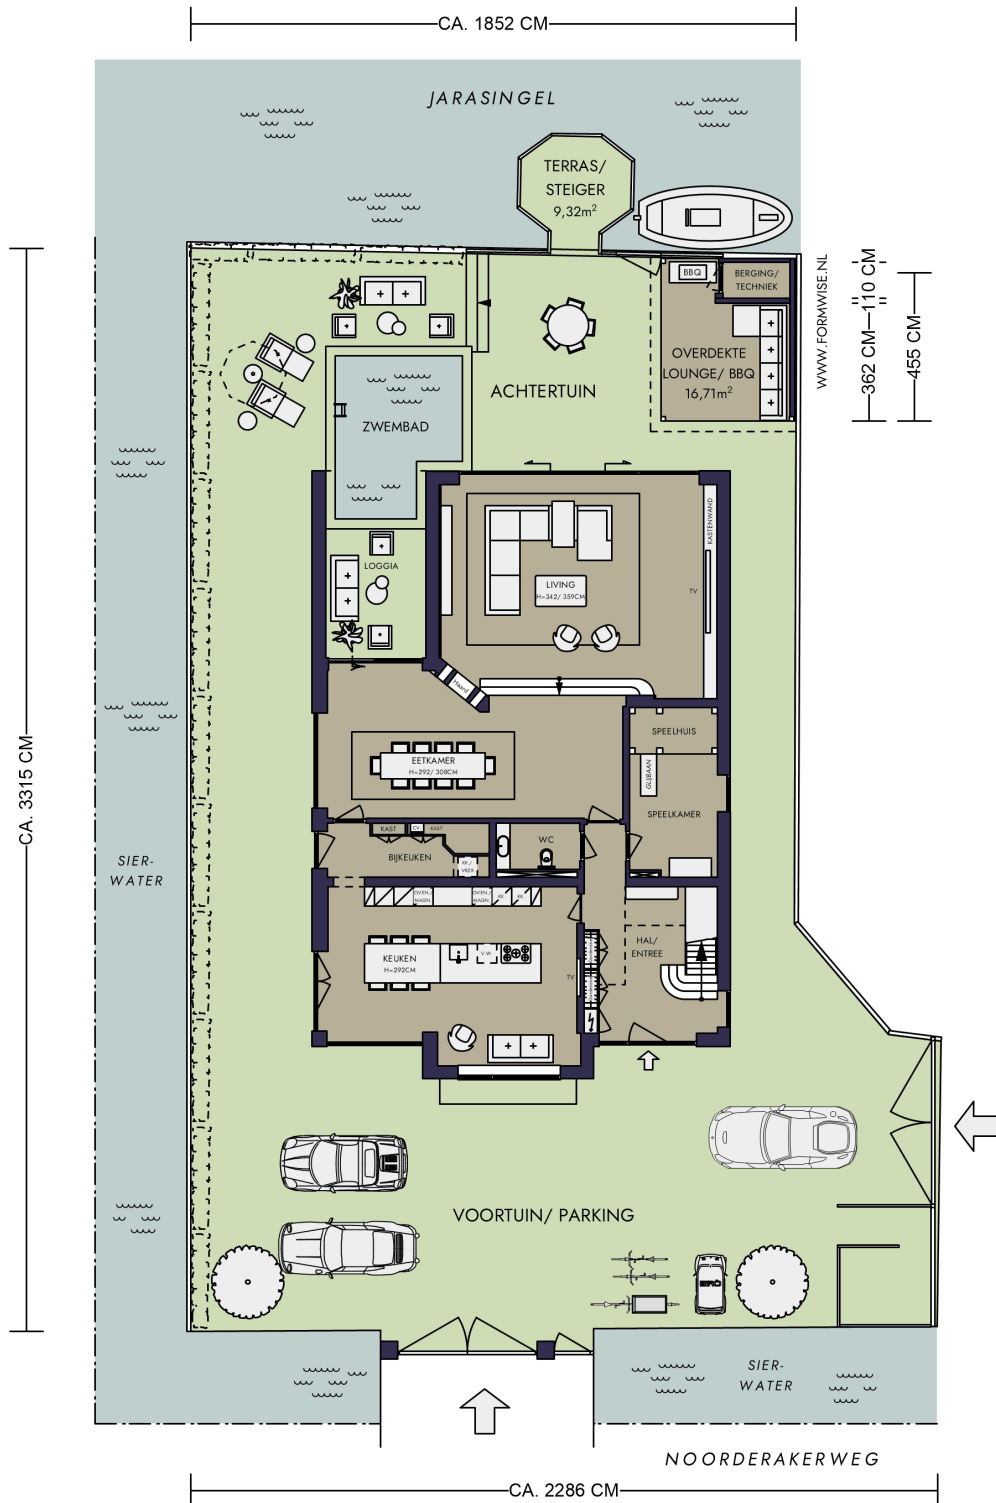 CA. 1852 CM
JARASINGEL
TERRAS/
STEIGER
9,32m²
BBQ
BERGING/
TECHNIEK
WWW.FORMWISE.NL
110 CM
362 CM
455 CM
OVERDEKTE
LOUNGE/ BBQ
16,71m²
ACHTERTUIN
ZWEMBAD
KASTENWAND
LOGGIA
LIVING
H=342/ 359CM
TV
Haard
SPEELHUIS
EETKAMER
H=292/ 308CM
GLIJBAAN
SPEELKAMER
CA. 3315 CM
KAST
CV
KAST
WC
BIJKEUKEN
KK./
VRZR
SIER-
WATER
OVEN./
MAGN.
OVEN./
MAGN.
KK.
KK.
HAL/
ENTREE
KEUKEN
H=292CM
V.W.
TV
VOORTUIN/ PARKING
SIER-
WATER
NOORDERAKERWEG
CA. 2286 CM